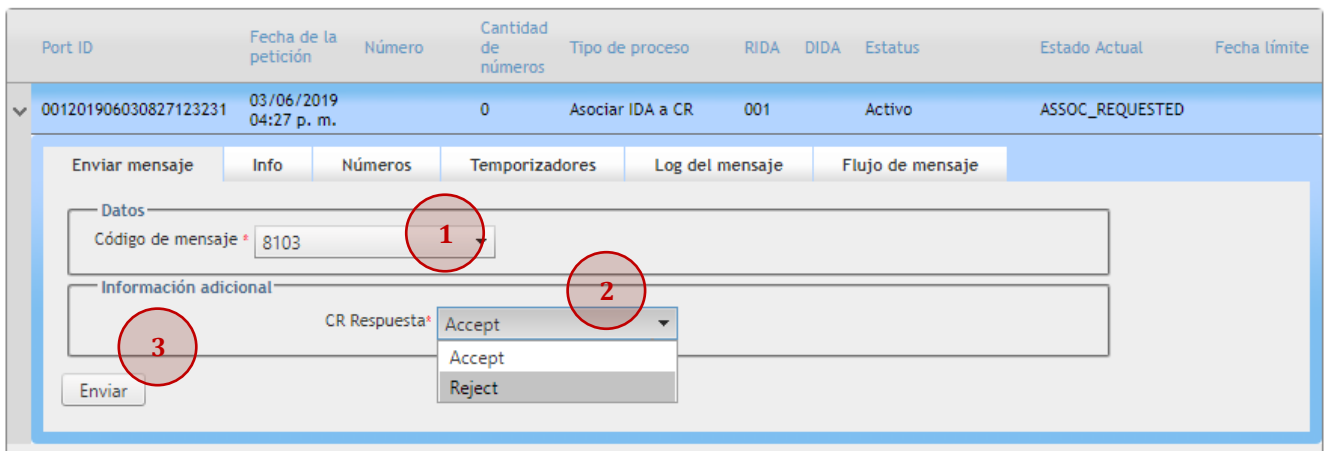 Port ID
Fecha de la
petición
Número
Cantidad
de
números
Tipo de proceso
RIDA
DIDA
Estatus
Estado Actual
Fecha límite
001201906030827123231
03/06/2019
04:27 p. m.
0
Asociar IDA a CR
001
Activo
ASSOC_REQUESTED
Enviar mensaje
Info
Números
Temporizadores
Log del mensaje
Flujo de mensaje
Datos
Código de mensaje * 8103
1
Información adicional
2
CR Respuesta* Accept
3
Accept
Reject
Enviar